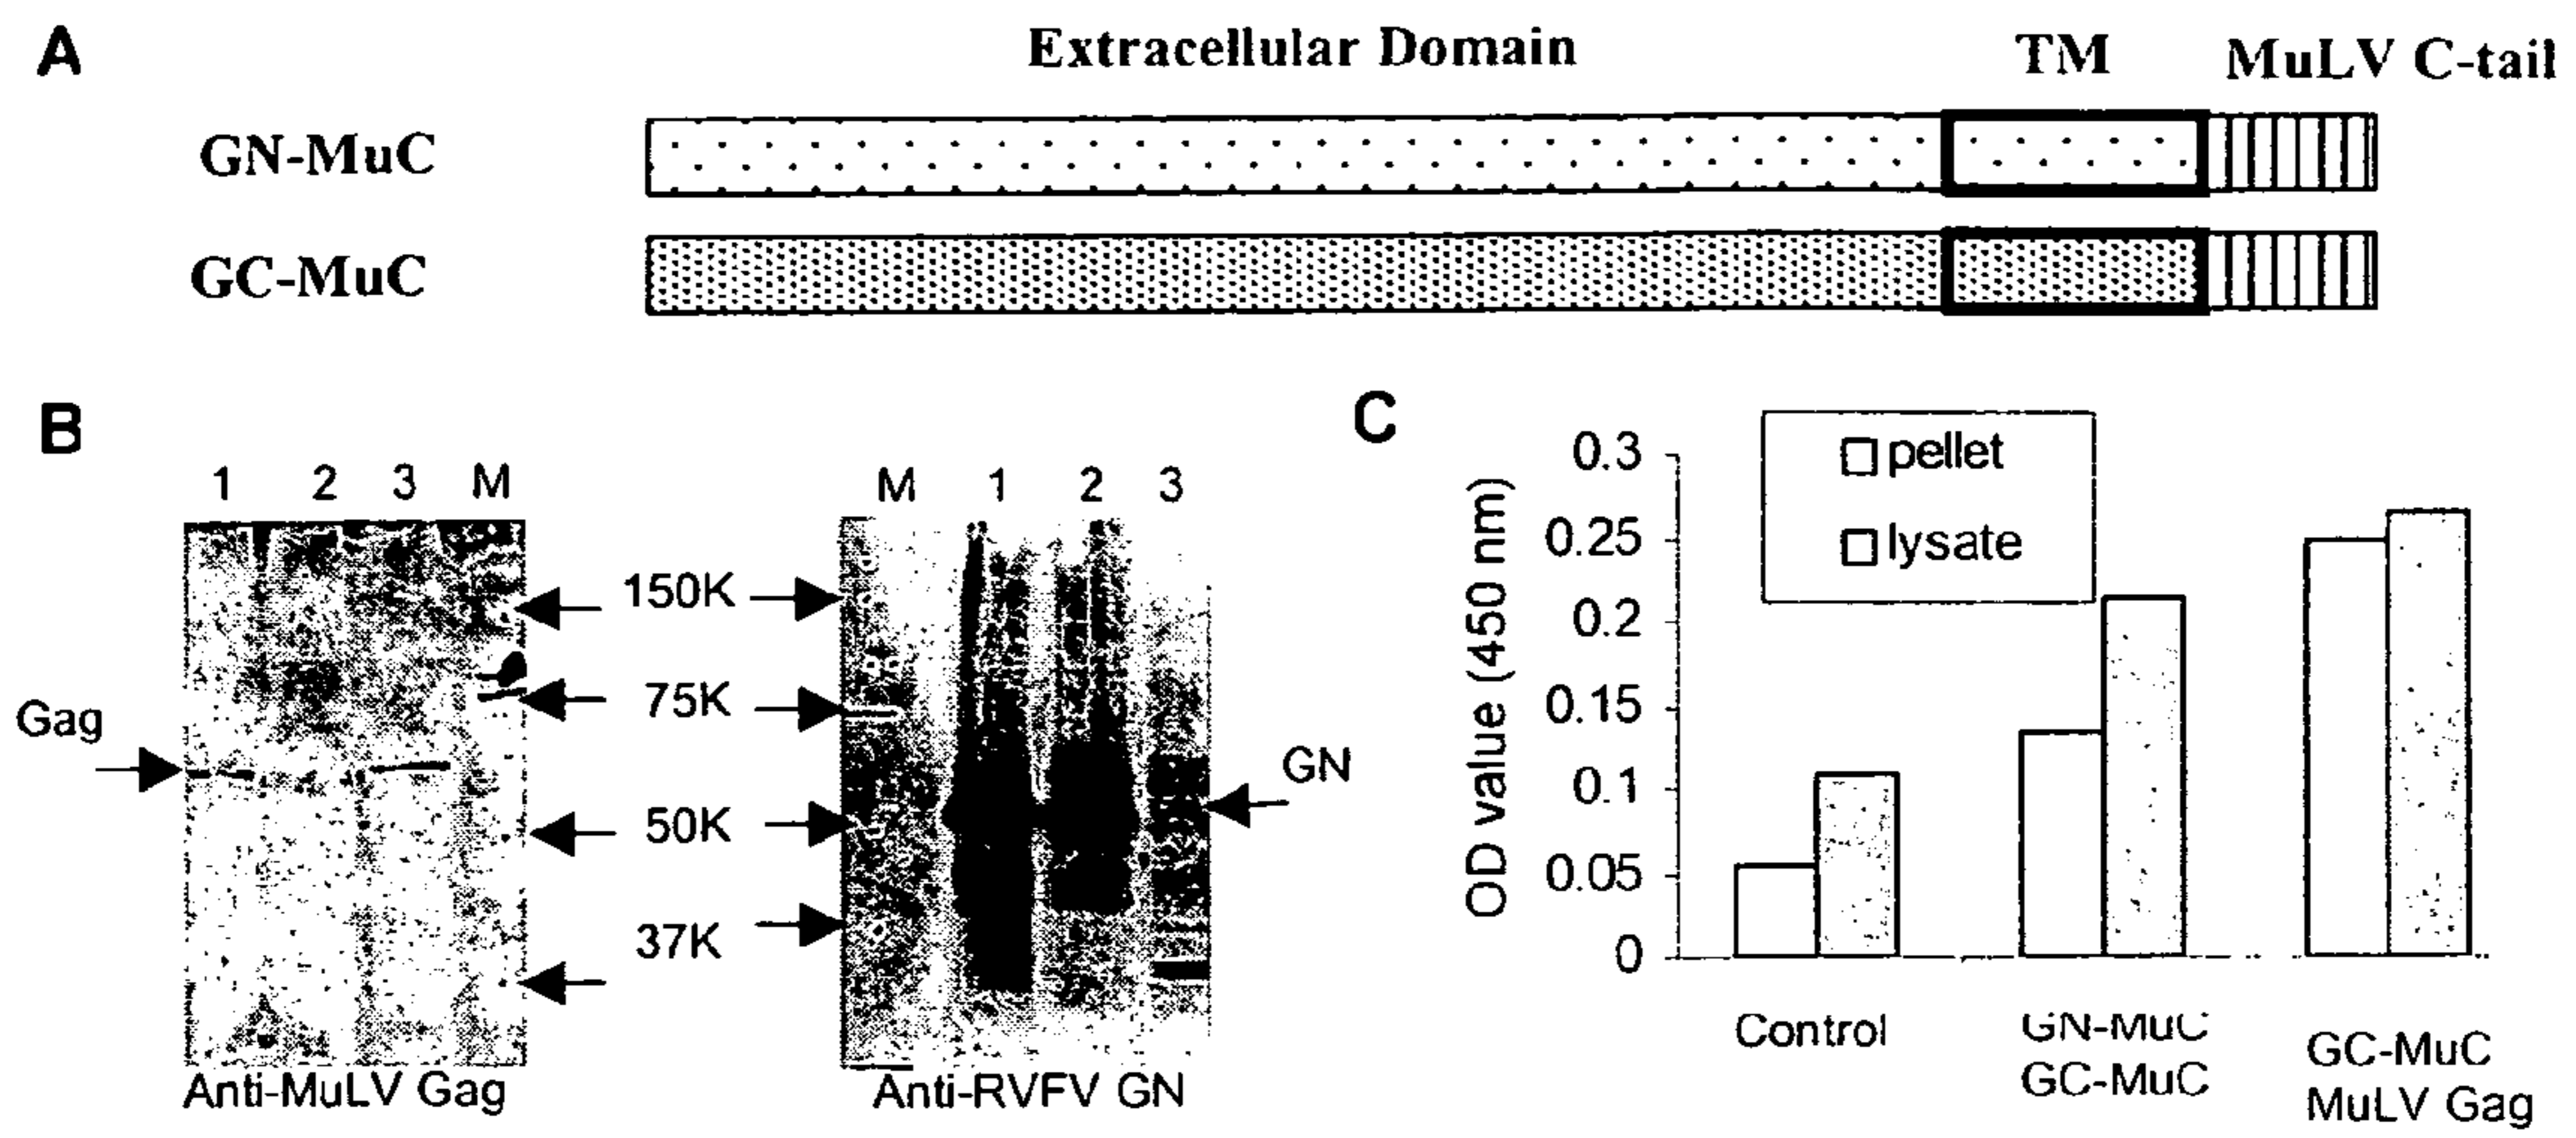 A
Extracellular Domain
TM
MuLV C-tail
GN-MuC
GC-MuC
B
1 2 3 M
M 1 2 3
150K
75K
50K
37K
Gag
GN
Anti-MuLV Gag
Anti-RVFV GN
C
pellet
lysate
OD value (450 nm)
0.3
0.25
0.2
0.15
0.1
0.05
0
Control
GN-MuC
GC-MuC
GC-MuC
MuLV Gag